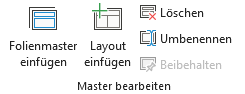 Folienmaster
einfügen
Layout
einfügen
Löschen
Umbenennen
Beibehalten
Master bearbeiten